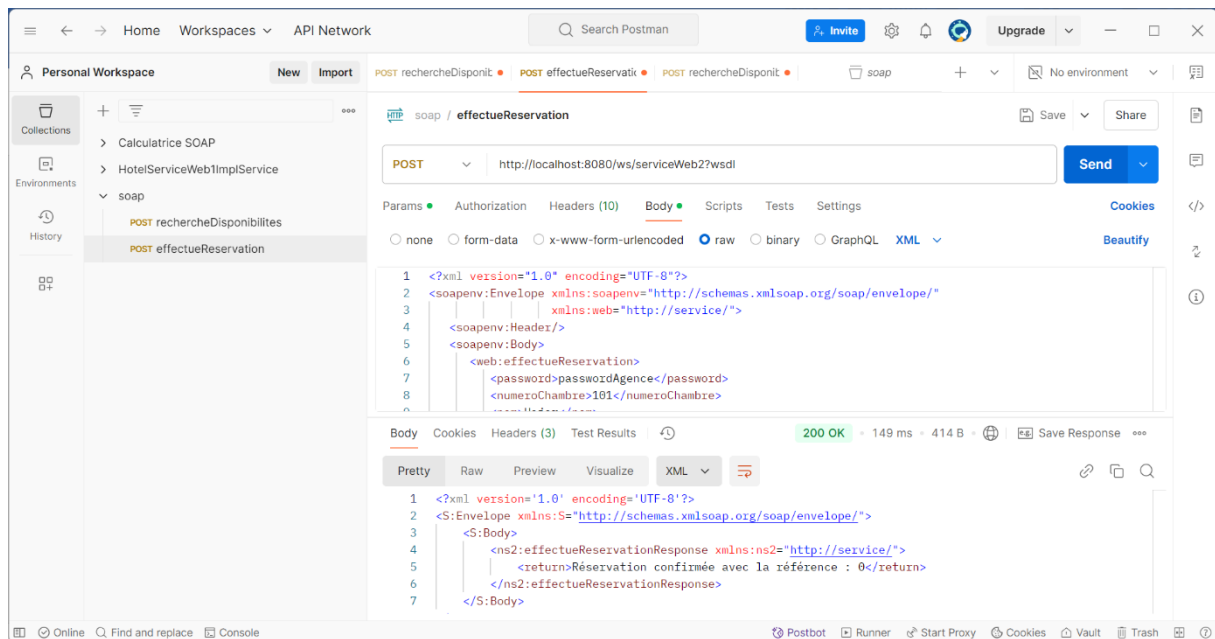 Home Workspaces API Network Search Postman Invite Upgrade
Personal Workspace New Import POST rechercheDisponib POST effectueReservatio POST rechercheDisponib soap No environment
Collections
Environments
History
Calculatrice SOAP
HotelServiceWeb1ImplService
soap
POST rechercheDisponibilites
POST effectueReservation
HTTP soap / effectueReservation Save Share
POST http://localhost:8080/ws/serviceWeb2?wsdl Send
Params Authorization Headers (10) Body Scripts Tests Settings Cookies
none form-data x-www-form-urlencoded raw binary GraphQL XML Beautify
1 <?xml version="1.0" encoding="UTF-8"?>
2 <soapenv:Envelope xmlns:soapenv="http://schemas.xmlsoap.org/soap/envelope/"
3 xmlns:web="http://service/">
4 <soapenv:Header/>
5 <soapenv:Body>
6 <web:effectueReservation>
7 <password>passwordAgence</password>
8 <numeroChambre>101</numeroChambre>
Body Cookies Headers (3) Test Results 200 OK 149 ms 414 B e.g. Save Response
Pretty Raw Preview Visualize XML
1 <?xml version='1.0' encoding='UTF-8'?>
2 <S:Envelope xmlns:S="http://schemas.xmlsoap.org/soap/envelope/">
3 <S:Body>
4 <ns2:effectueReservationResponse xmlns:ns2="http://service/">
5 <return>Réservation confirmée avec la référence : 0</return>
6 </ns2:effectueReservationResponse>
7 </S:Body>
Online Find and replace Console Postbot Runner Start Proxy Cookies Vault Trash